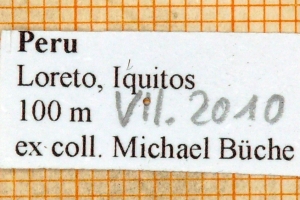 Peru
Loreto, Iquitos
100 m VII. 2010
ex coll. Michael Büche